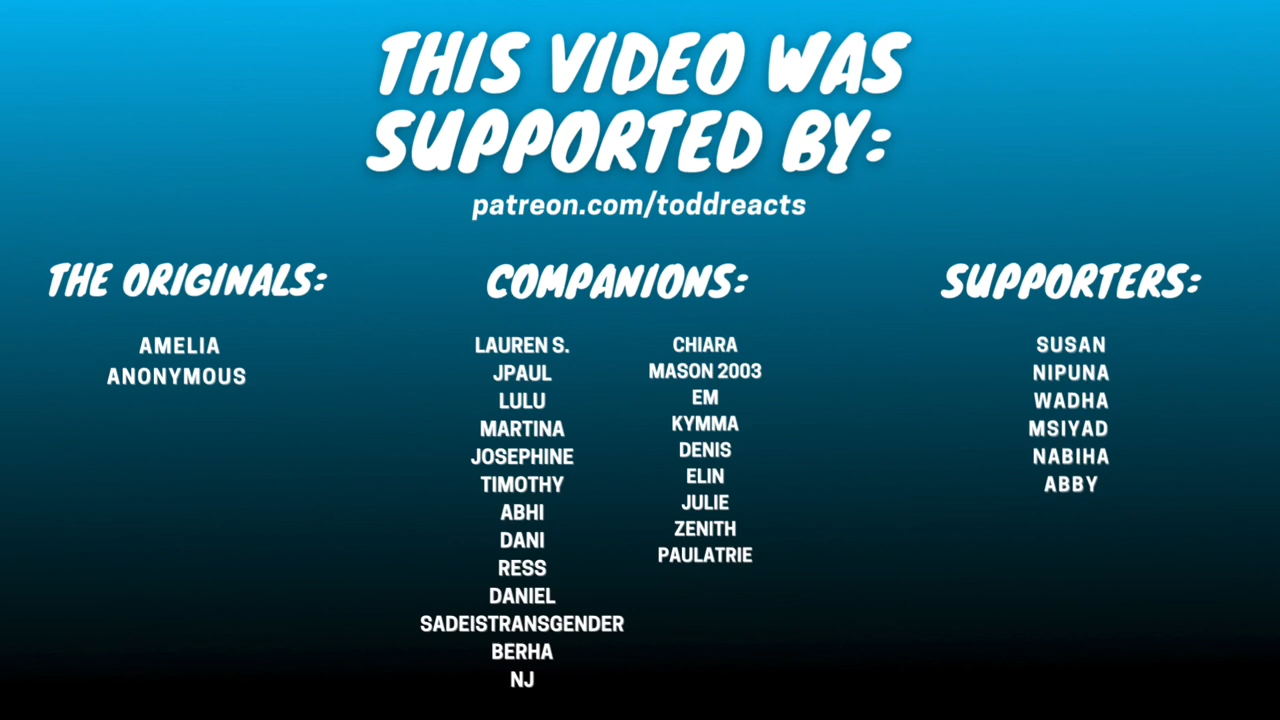 THIS VIDEO WAS
SUPPORTED BY:
patreon.com/toddreacts
THE ORIGINALS:
AMELIA
ANONYMOUS
COMPANIONS:
LAUREN S.
JPAUL
LULU
MARTINA
JOSEPHINE
TIMOTHY
ABHI
DANI
RESS
DANIEL
SADEISTRANSGENDER
BERHA
NJ
CHIARA
MASON 2003
EM
KYMMA
DENIS
ELIN
JULIE
ZENITH
PAULATRIE
SUPPORTERS:
SUSAN
NIPUNA
WADHA
MSIYAD
NABIHA
ABBY